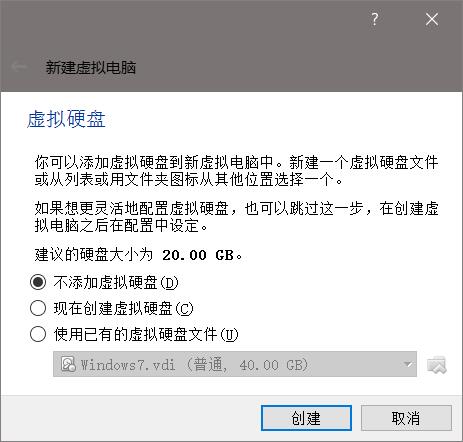 ?
新建虚拟电脑
虚拟硬盘
你可以添加虚拟硬盘到新虚拟电脑中。新建一个虚拟硬盘文件
或从列表或用文件夹图标从其他位置选择一个。
如果想更灵活地配置虚拟硬盘，也可以跳过这一步，在创建虚
拟电脑之后在配置中设定。
建议的硬盘大小为 20.00 GB。
不添加虚拟硬盘(D)
现在创建虚拟硬盘(C)
使用已有的虚拟硬盘文件(U)
Windows7.vdi (普通, 40.00 GB)
创建
取消